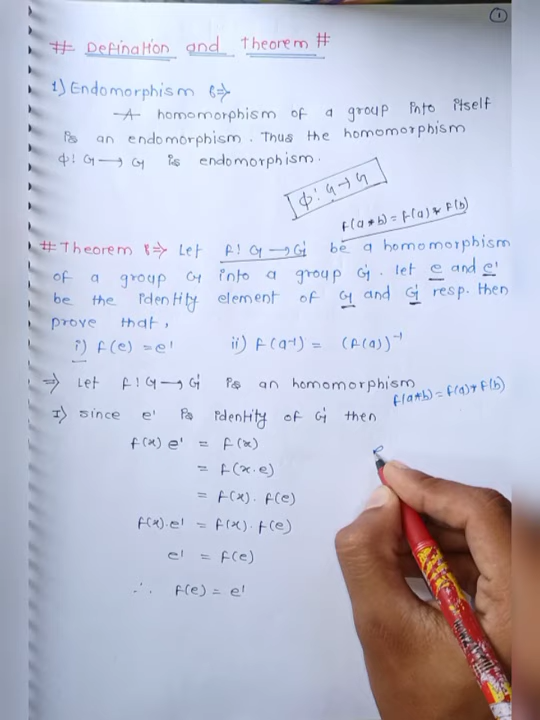 1
# Defination and theorem #
1) Endomorphism :⇒
A homomorphism of a group into itself
is an endomorphism. Thus the homomorphism
ϕ: G → G is endomorphism.
ϕ: G → G
f(a*b) = f(a)*f(b)
# Theorem :⇒ Let f: G → G' be a homomorphism
of a group G into a group G'. let e and e'
be the identity element of G and G' resp. then
prove that,
i) f(e) = e' ii) f(a⁻¹) = (f(a))⁻¹
⇒ Let f: G → G' is an homomorphism
f(a*b) = f(a)*f(b)
I) since e' is identity of G' then
f(x) e' = f(x)
= f(x.e)
= f(x). f(e)
f(x).e' = f(x). f(e)
e' = f(e)
∴ f(e) = e'
e